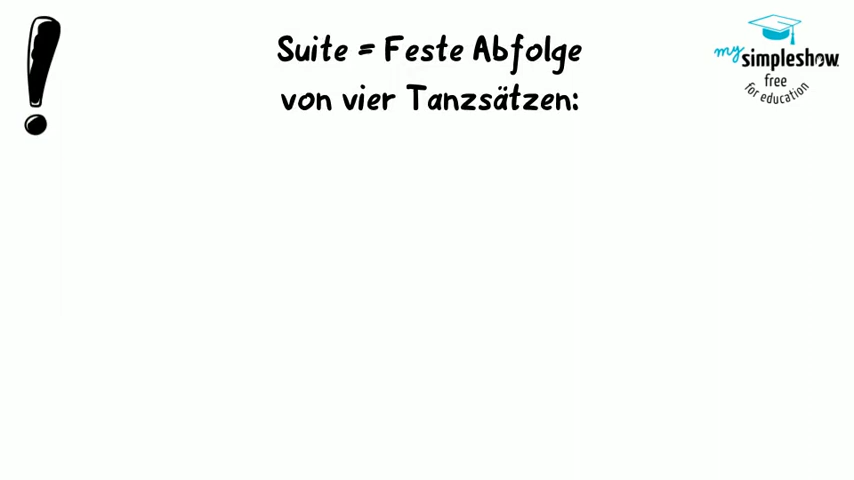 Suite = Feste Abfolge
von vier Tanzsätzen:
my simpleshow.
free
for education